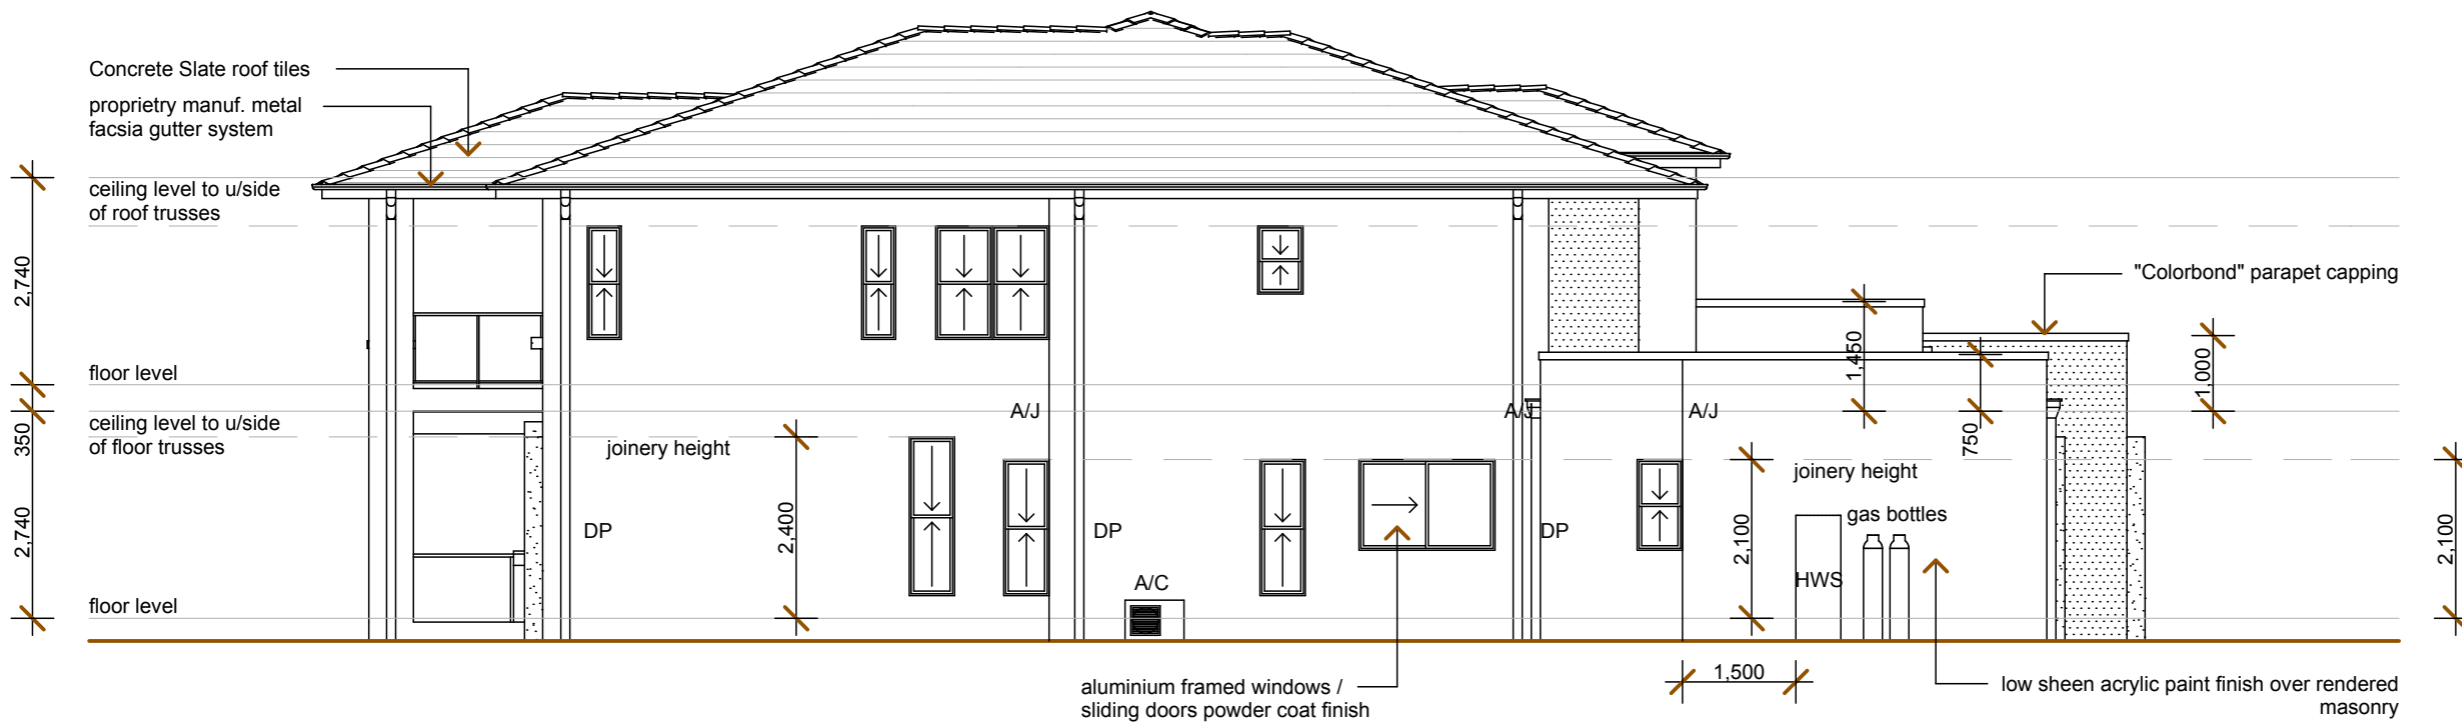 Concrete Slate roof tiles
proprietry manuf. metal
facsia gutter system
ceiling level to u/side
of roof trusses
2,740
"Colorbond" parapet capping
floor level
1,450
1,000
A/J
A/J
A/J
350
ceiling level to u/side
of floor trusses
joinery height
750
joinery height
2,740
DP
2,400
DP
DP
2,100
gas bottles
2,100
A/C
HWS
floor level
1,500
aluminium framed windows /
sliding doors powder coat finish
low sheen acrylic paint finish over rendered
masonry